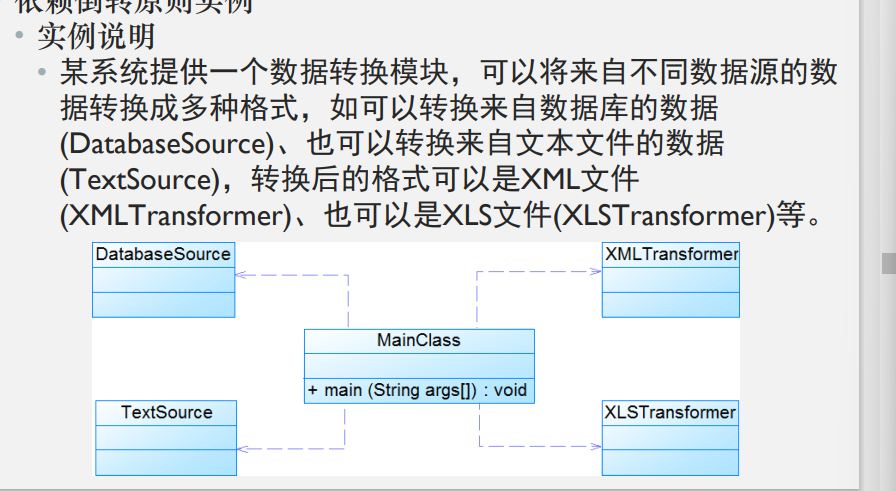 依赖倒转原则实例
• 实例说明
• 某系统提供一个数据转换模块，可以将来自不同数据源的数
据转换成多种格式，如可以转换来自数据库的数据
(DatabaseSource)、也可以转换来自文本文件的数据
(TextSource)，转换后的格式可以是XML文件
(XMLTransformer)、也可以是XLS文件(XLSTransformer)等。
DatabaseSource
XMLTransformer
MainClass
+ main (String args[]) : void
TextSource
XLSTransformer